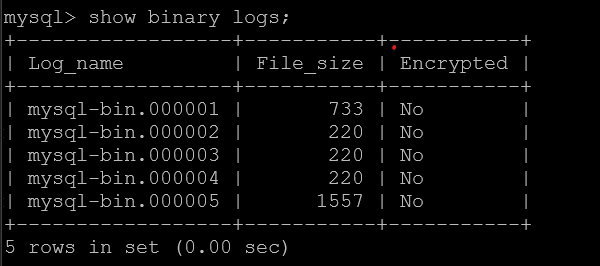 mysql> show binary logs;
+------------------+-----------+-----------+
| Log_name         | File_size | Encrypted |
+------------------+-----------+-----------+
| mysql-bin.000001 |       733 | No        |
| mysql-bin.000002 |       220 | No        |
| mysql-bin.000003 |       220 | No        |
| mysql-bin.000004 |       220 | No        |
| mysql-bin.000005 |      1557 | No        |
+------------------+-----------+-----------+
5 rows in set (0.00 sec)